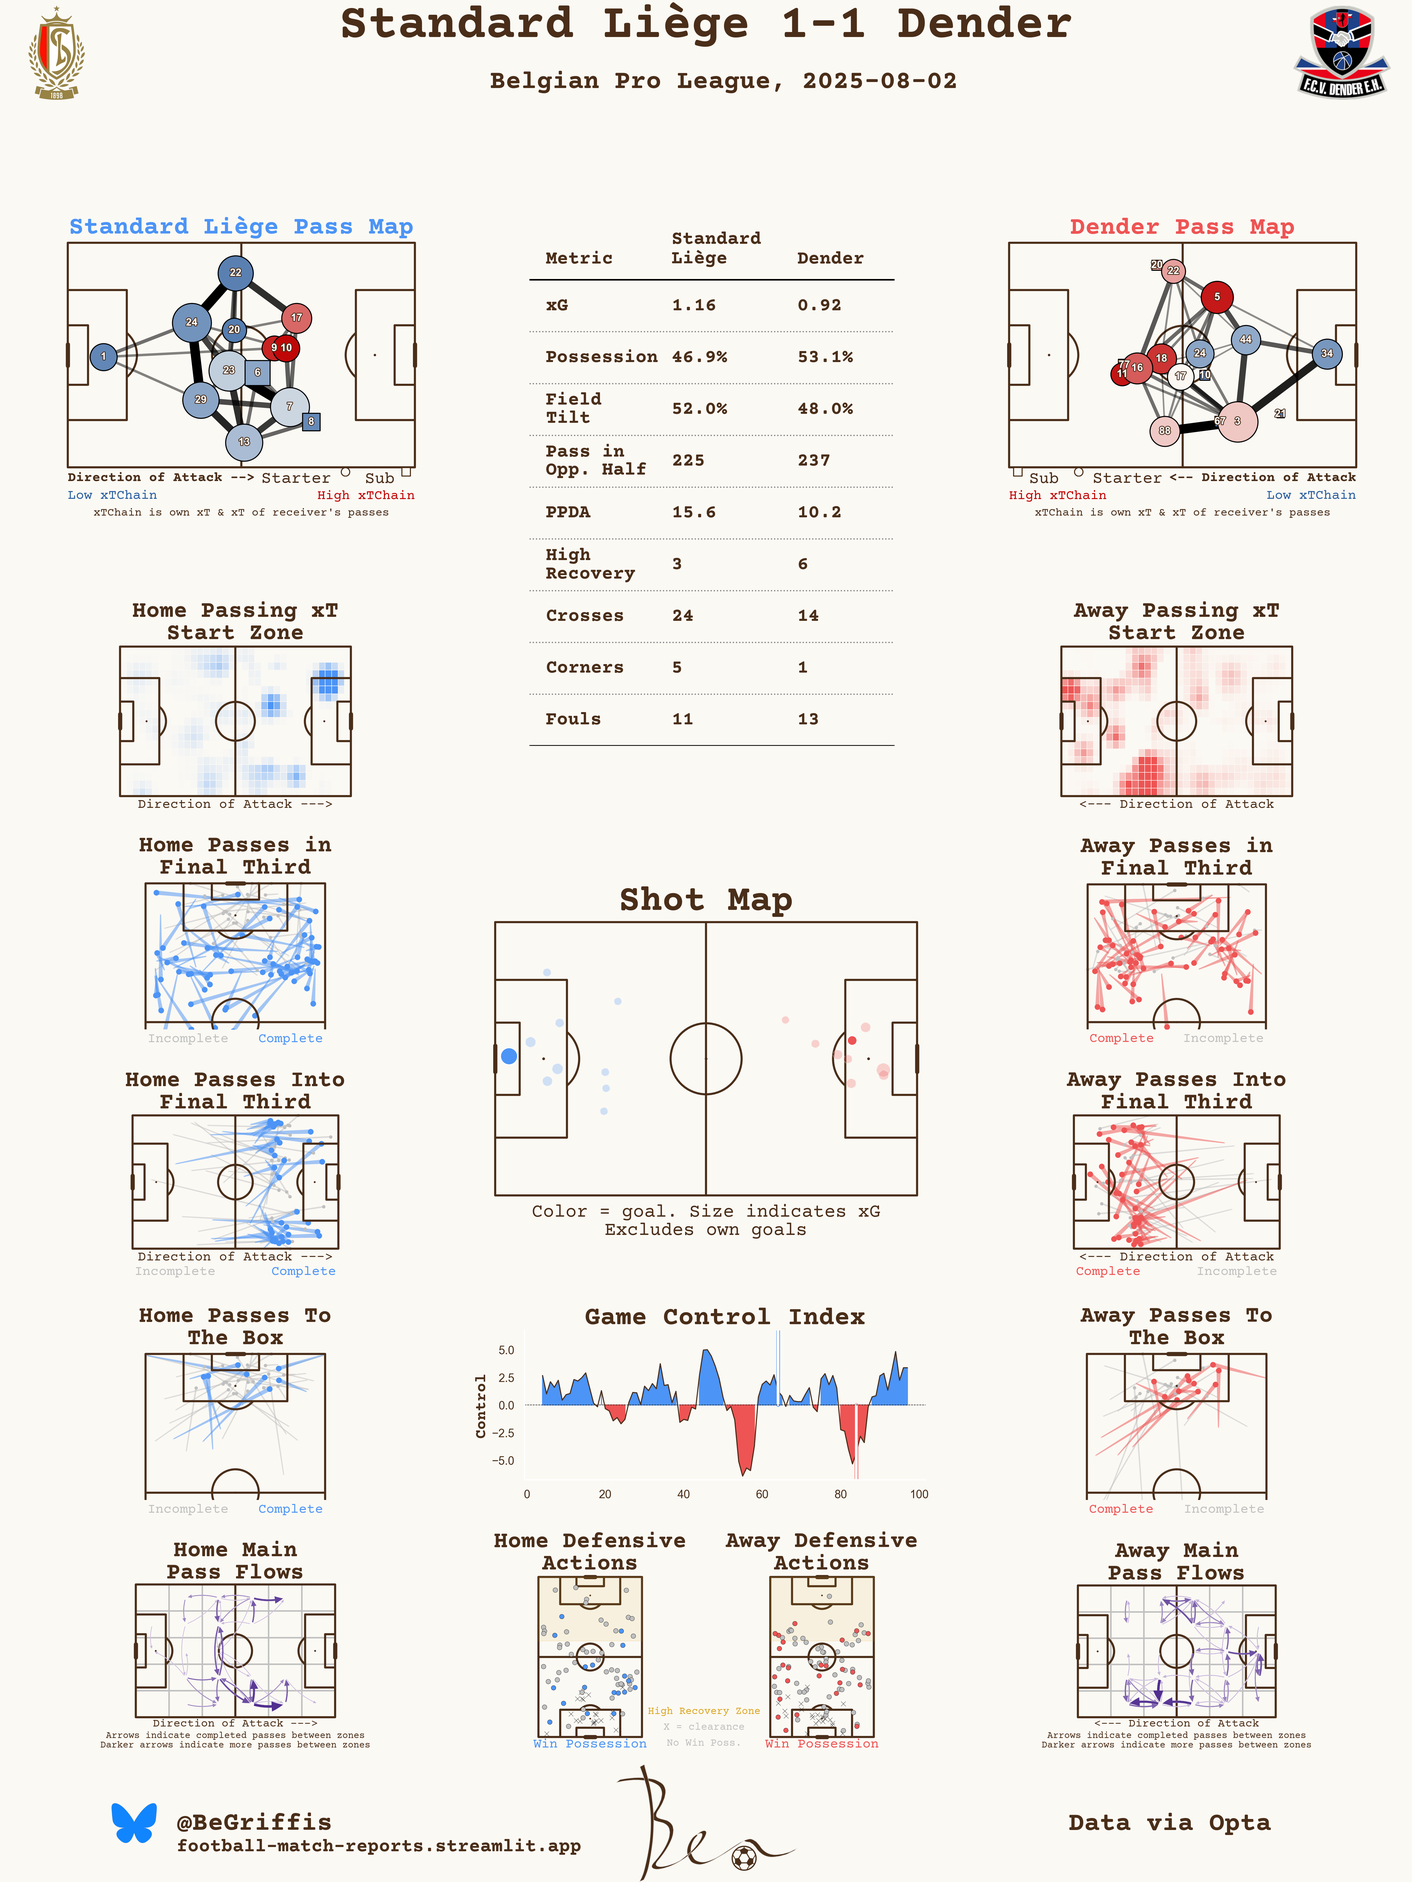 Standard Liège 1-1 Dender
Belgian Pro League, 2025-08-02
1898
F.C.V. DENDER E.H.
Standard Liège Pass Map
22
24
20
17
9
10
1
23
6
29
7
8
13
Direction of Attack --> Starter Sub
Low xTChain High xTChain
xTChain is own xT & xT of receiver's passes
Metric Standard Liège Dender
xG 1.16 0.92
Possession 46.9% 53.1%
Field Tilt 52.0% 48.0%
Pass in Opp. Half 225 237
PPDA 15.6 10.2
High Recovery 3 6
Crosses 24 14
Corners 5 1
Fouls 11 13
Dender Pass Map
20
22
5
44
24
34
18
77
11
16
17
10
67
3
21
88
Sub Starter <-- Direction of Attack
High xTChain Low xTChain
xTChain is own xT & xT of receiver's passes
Home Passing xT
Start Zone
Direction of Attack --->
Away Passing xT
Start Zone
<--- Direction of Attack
Home Passes in
Final Third
Incomplete Complete
Shot Map
Color = goal. Size indicates xG
Excludes own goals
Away Passes in
Final Third
Complete Incomplete
Home Passes Into
Final Third
Direction of Attack --->
Incomplete Complete
Away Passes Into
Final Third
<--- Direction of Attack
Complete Incomplete
Home Passes To
The Box
Incomplete Complete
Game Control Index
Control
5.0
2.5
0.0
−2.5
−5.0
0 20 40 60 80 100
Away Passes To
The Box
Complete Incomplete
Home Main
Pass Flows
Direction of Attack --->
Arrows indicate completed passes between zones
Darker arrows indicate more passes between zones
Home Defensive
Actions
Win Possession
High Recovery Zone
X = clearance
No Win Poss.
Away Defensive
Actions
Win Possession
Away Main
Pass Flows
<--- Direction of Attack
Arrows indicate completed passes between zones
Darker arrows indicate more passes between zones
@BeGriffis
football-match-reports.streamlit.app
Ben
Data via Opta